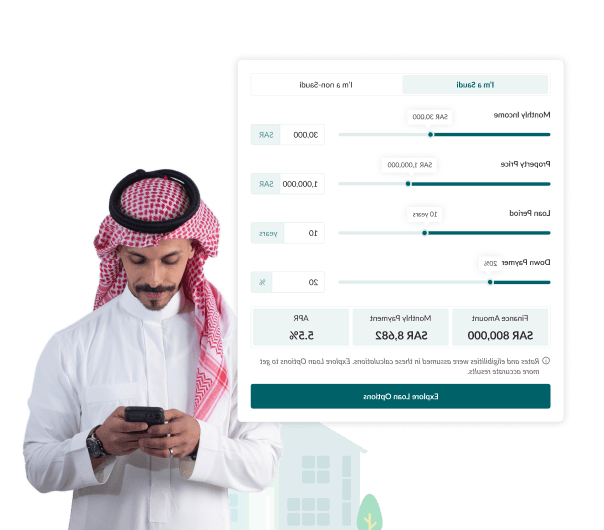 I'm a Saudi
I'm a non-Saudi
Monthly Income
SAR 30,000
30,000 SAR
Property Price
SAR 1,000,000
1,000,000 SAR
Loan Period
10 years
10 years
Down Paymen
20%
20 %
Finance Amount
SAR 800,000
Monthly Payment
SAR 8,682
APR
5.5%
Rates and eligibilities were assumed in these calculations. Explore Loan Options to get to
more accurate results.
Explore Loan Options